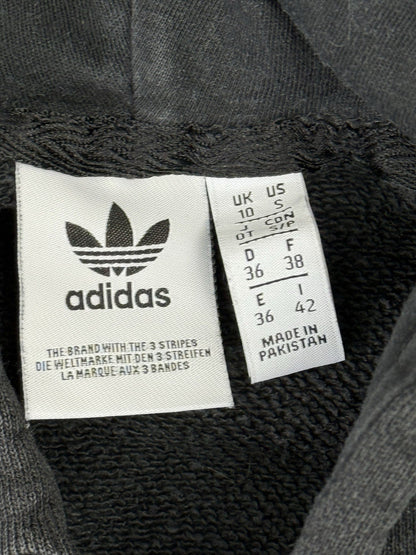 adidas
THE BRAND WITH THE 3 STRIPES
DIE WELTMARKE MIT DEN 3 STREIFEN
LA MARQUE AUX 3 BANDES
UK US
10 S
J CDN
OT S/P
D F
36 38
E I
36 42
MADE IN
PAKISTAN